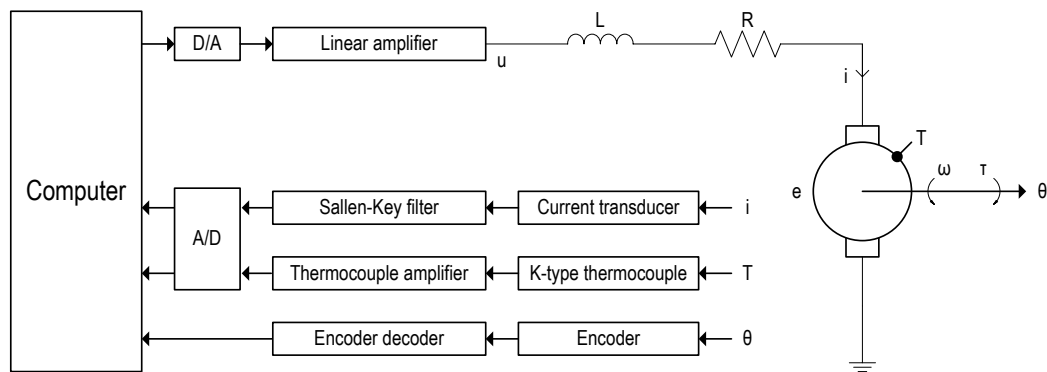 D/A
Linear amplifier
u
L
R
i
T
e
ω
τ
θ
Computer
A/D
Sallen-Key filter
Current transducer
i
Thermocouple amplifier
K-type thermocouple
T
Encoder decoder
Encoder
θ